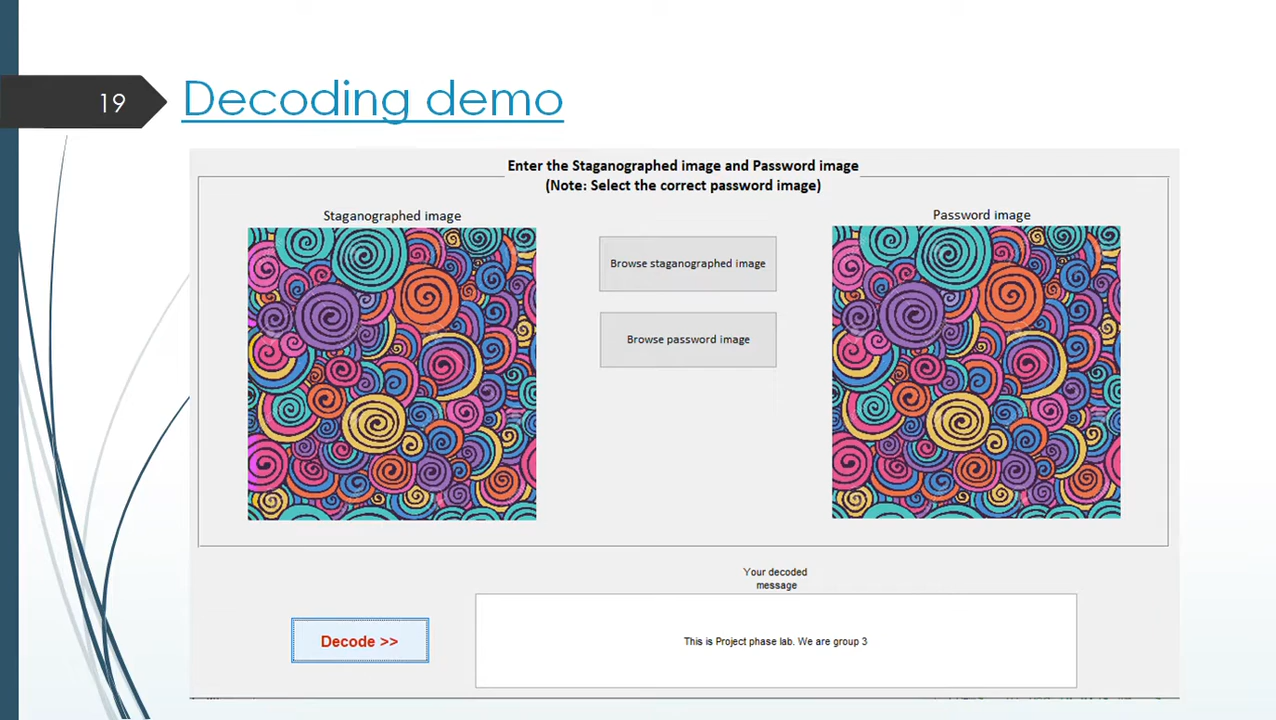 19
Decoding demo
Enter the Staganographed image and Password image
(Note: Select the correct password image)
Staganographed image
Password image
Browse staganographed image
Browse password image
Your decoded
message
Decode >>
This is Project phase lab. We are group 3